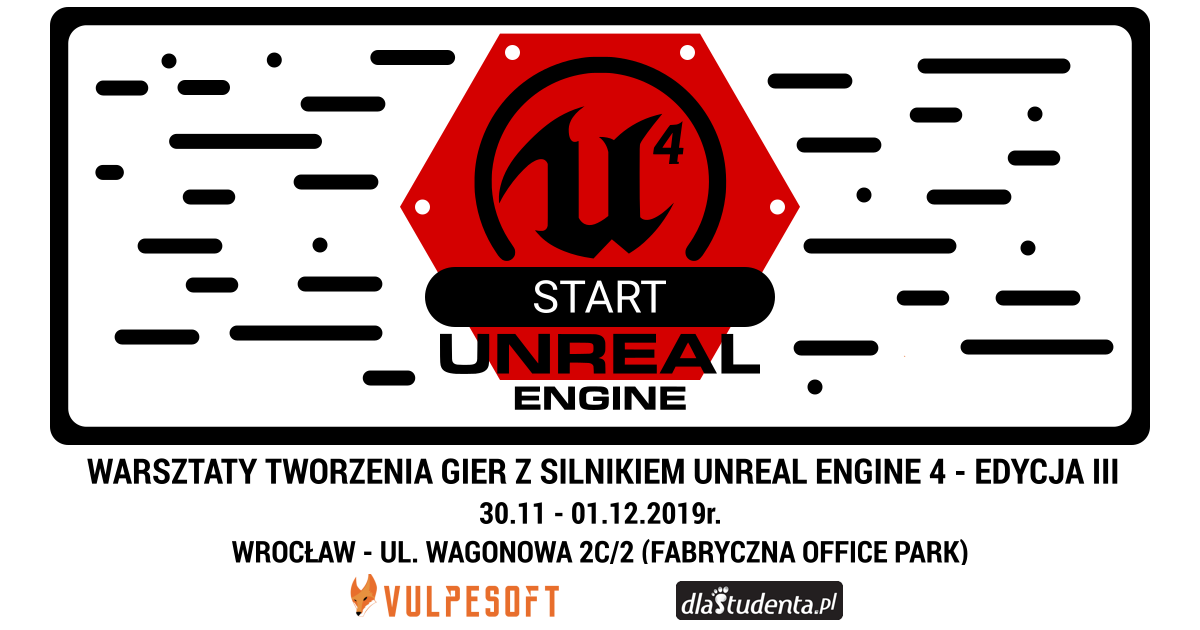 U4
START
UNREAL
ENGINE
WARSZTATY TWORZENIA GIER Z SILNIKIEM UNREAL ENGINE 4 - EDYCJA III
30.11 - 01.12.2019r.
WROCŁAW - UL. WAGONOWA 2C/2 (FABRYCZNA OFFICE PARK)
VULPESOFT
dlaStudenta.pl